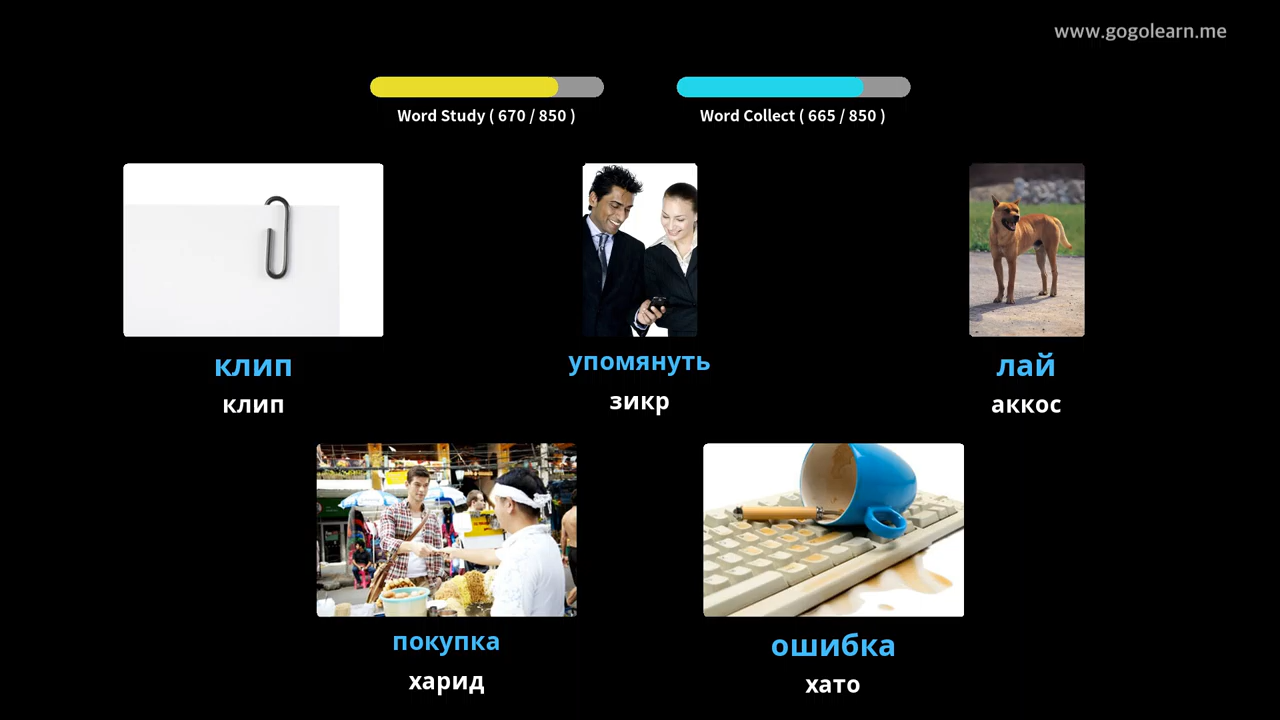 www.gogolearn.me
Word Study ( 670 / 850 )
Word Collect ( 665 / 850 )
клип
клип
упомянуть
зикр
лай
аккос
покупка
харид
ошибка
хато